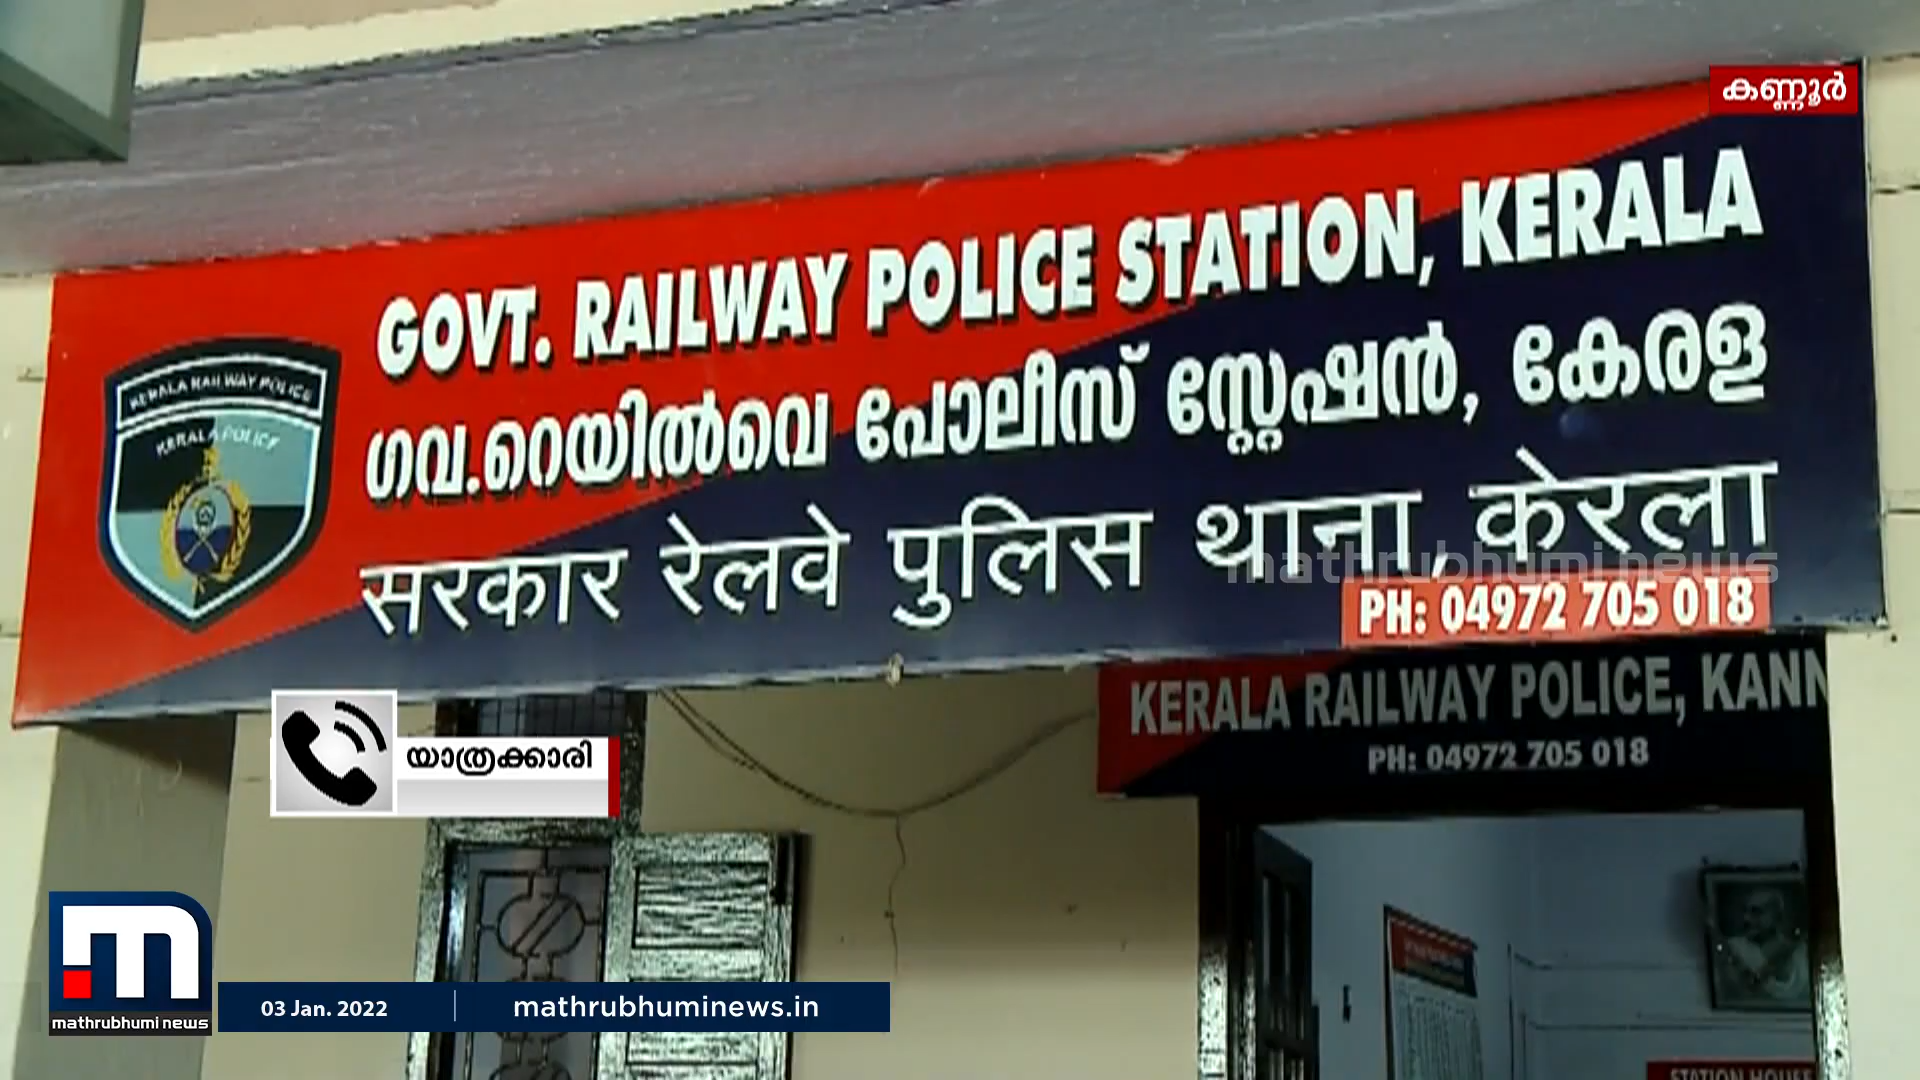 കണ്ണൂർ
GOVT. RAILWAY POLICE STATION, KERALA
KERALA RAILWAY POLICE
KERALA POLICE
ഗവ.റെയിൽവെ പോലീസ് സ്റ്റേഷൻ, കേരള
सरकार रेलवे पुलिस थाना, केरला
mathrubhumi news
PH: 04972 705 018
KERALA RAILWAY POLICE, KANN
PH: 04972 705 018
യാത്രക്കാരി
mathrubhumi news
03 Jan. 2022
mathrubhuminews.in
STATION HOUSE